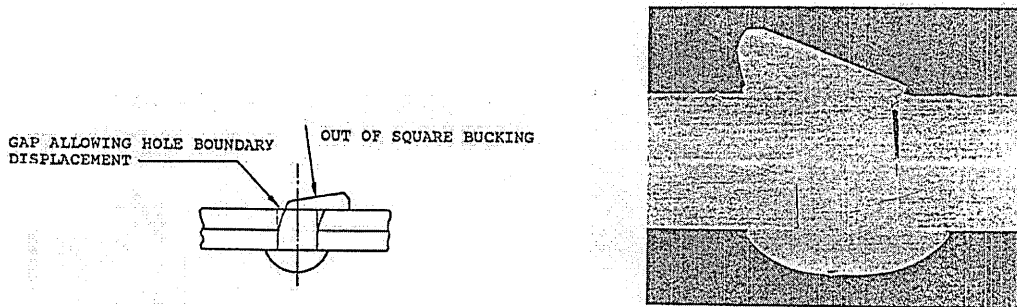 GAP ALLOWING HOLE BOUNDARY
DISPLACEMENT
OUT OF SQUARE BUCKING